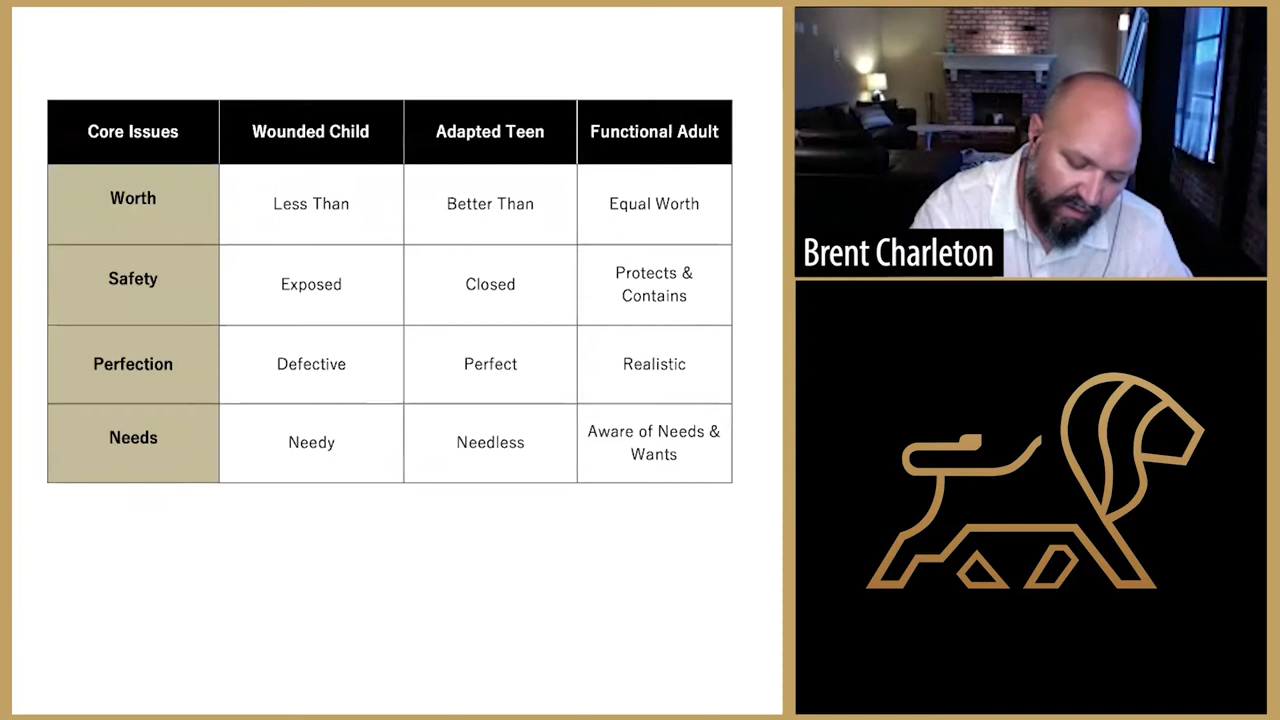 Core Issues Wounded Child Adapted Teen Functional Adult
Worth Less Than Better Than Equal Worth
Safety Exposed Closed Protects &
Contains
Perfection Defective Perfect Realistic
Needs Needy Needless Aware of Needs &
Wants
Brent Charleton